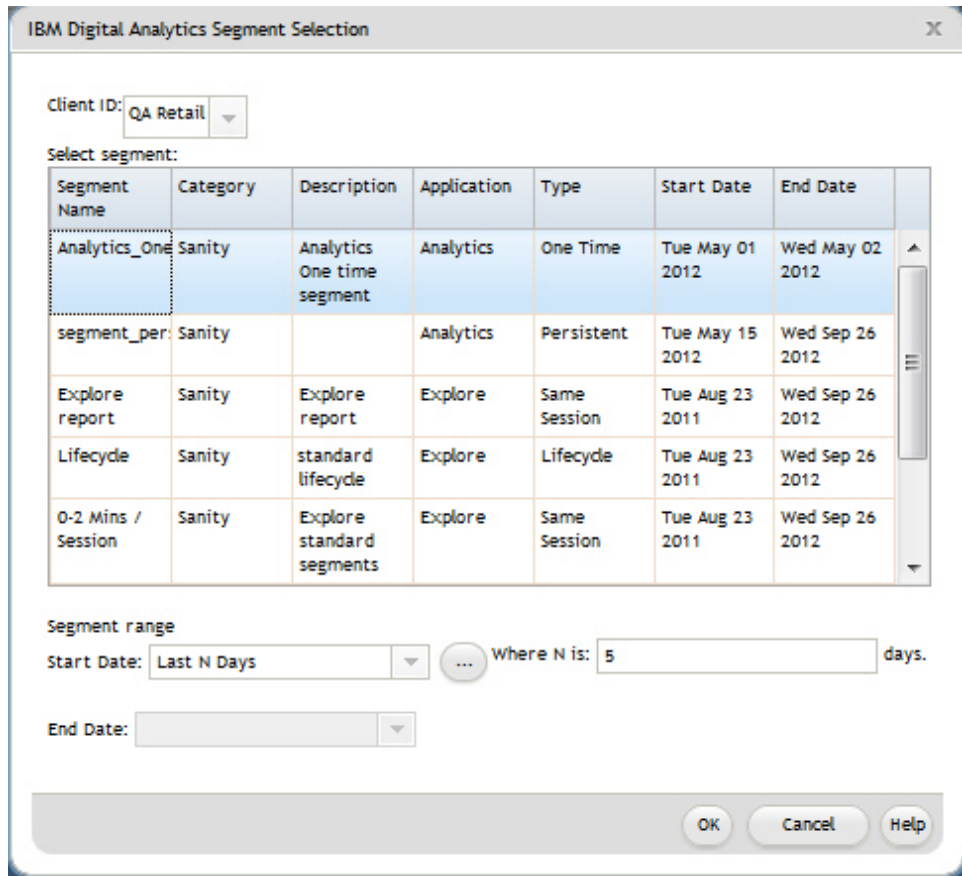 IBM Digital Analytics Segment Selection
Client ID: QA Retail
Select segment:
Segment Name Category Description Application Type Start Date End Date
Analytics_One Sanity Analytics One time segment Analytics One Time Tue May 01 2012 Wed May 02 2012
segment_per Sanity Analytics Persistent Tue May 15 2012 Wed Sep 26 2012
Explore report Sanity Explore report Explore Same Session Tue Aug 23 2011 Wed Sep 26 2012
Lifecycle Sanity standard lifecycle Explore Lifecycle Tue Aug 23 2011 Wed Sep 26 2012
0-2 Mins / Session Sanity Explore standard segments Explore Same Session Tue Aug 23 2011 Wed Sep 26 2012
Segment range
Start Date: Last N Days ... Where N is: 5 days.
End Date:
OK Cancel Help